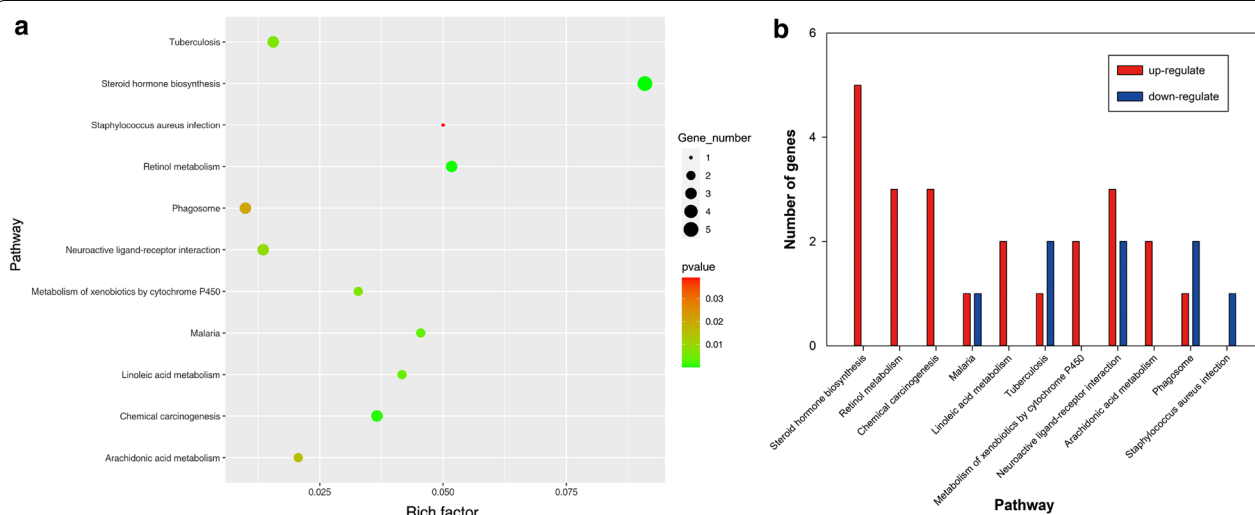 a
Tuberculosis
Steroid hormone biosynthesis
Staphylococcus aureus infection
Retinol metabolism
Phagosome
Neuroactive ligand-receptor interaction
Metabolism of xenobiotics by cytochrome P450
Malaria
Linoleic acid metabolism
Chemical carcinogenesis
Arachidonic acid metabolism
Pathway
0.025
0.050
0.075
Rich factor
Gene_number
1
2
3
4
5
pvalue
0.03
0.02
0.01
b
6
4
2
0
Number of genes
up-regulate
down-regulate
Steroid hormone biosynthesis
Retinol metabolism
Chemical carcinogenesis
Malaria
Linoleic acid metabolism
Tuberculosis
Metabolism of xenobiotics by cytochrome P450
Neuroactive ligand-receptor interaction
Arachidonic acid metabolism
Phagosome
Staphylococcus aureus infection
Pathway